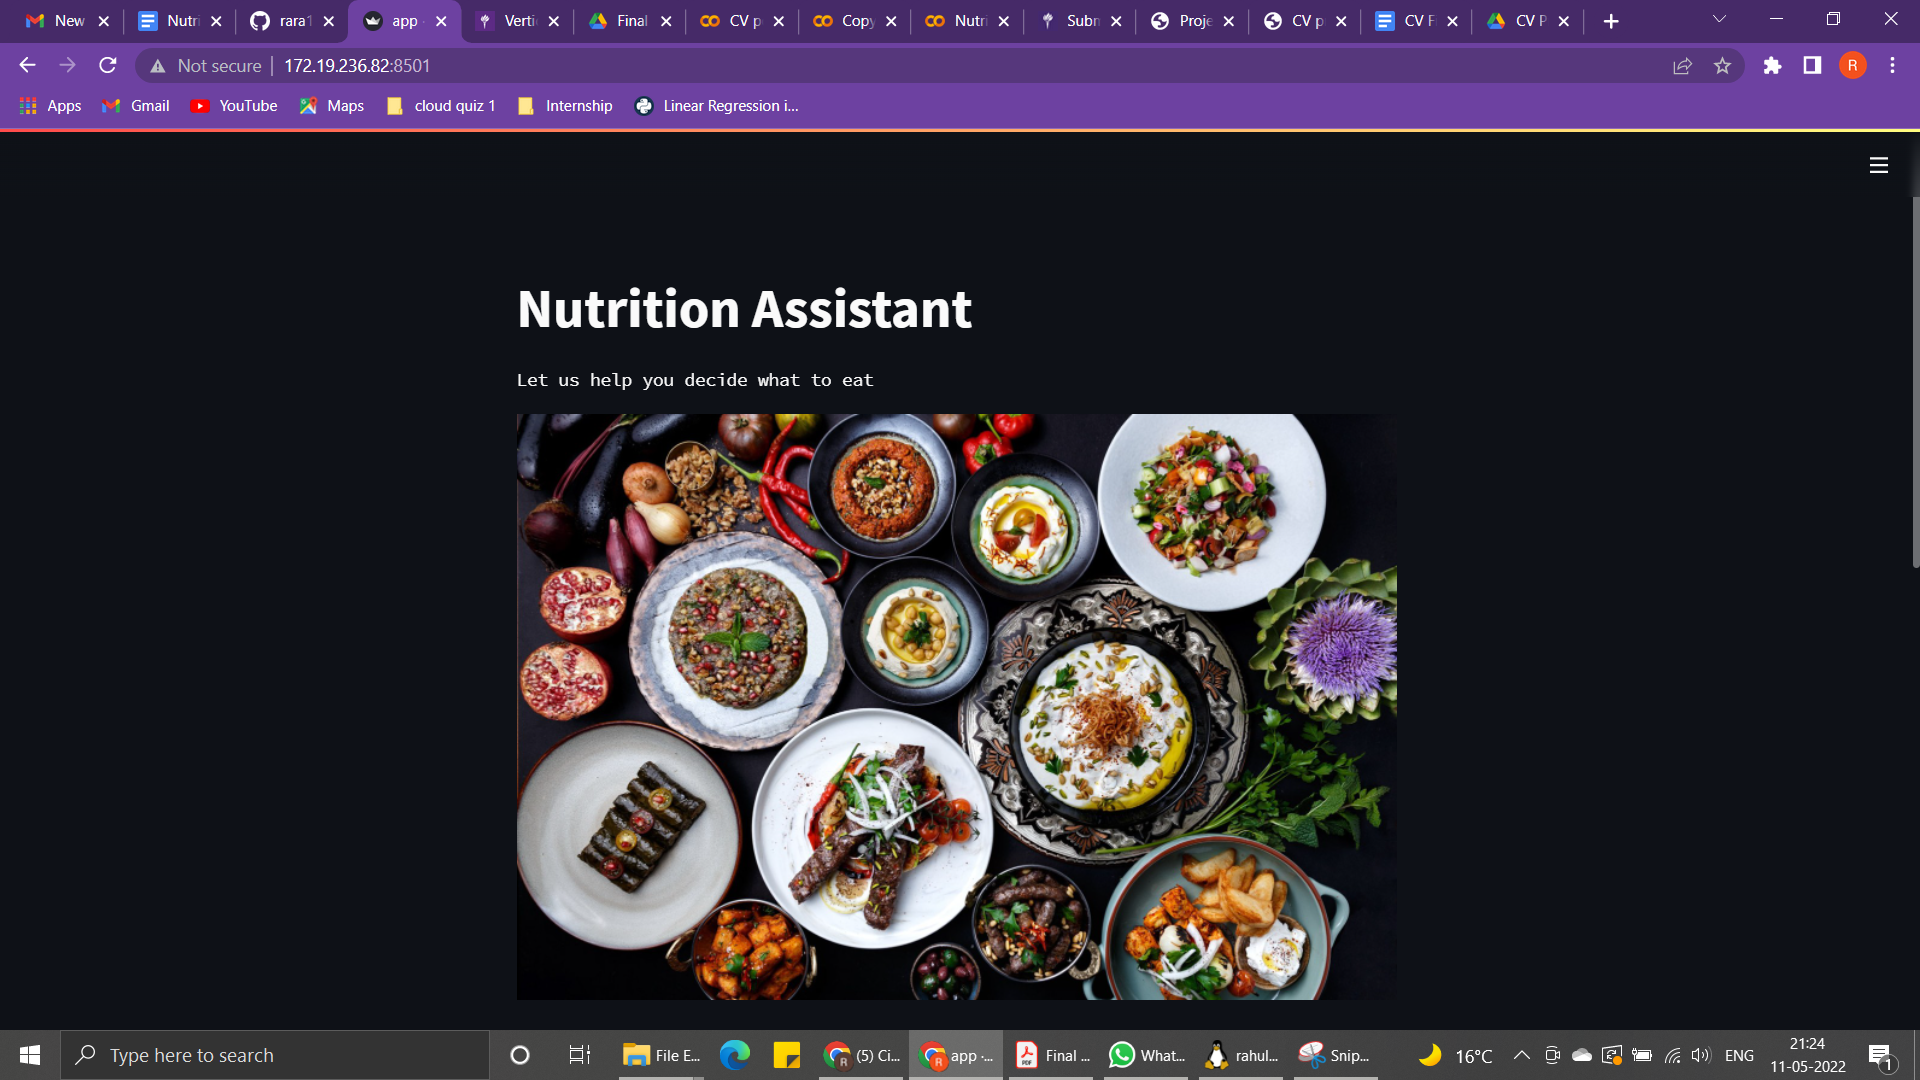 New
Nutri
rara1
app ·
Verti
Final
CV p
Copy
Nutri
Subm
Proje
CV p
CV Fi
CV P
Not secure
172.19.236.82:8501
R
Apps
Gmail
YouTube
Maps
cloud quiz 1
Internship
Linear Regression i...
Nutrition Assistant
Let us help you decide what to eat
Type here to search
File E...
(5) Ci...
app ·...
Final ...
What...
rahul...
Snip...
16°C
ENG
21:24
11-05-2022
1